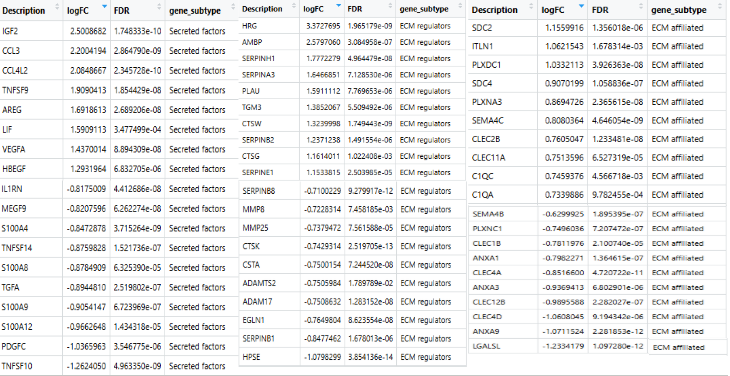 Description logFC FDR gene_subtype
IGF2 2.5008682 1.748333e-10 Secreted factors
CCL3 2.2004194 2.864790e-09 Secreted factors
CCL4L2 2.0848667 2.345728e-10 Secreted factors
TNFSF9 1.9090413 1.854429e-08 Secreted factors
AREG 1.6918613 2.689206e-08 Secreted factors
LIF 1.5909113 3.477499e-04 Secreted factors
VEGFA 1.4370014 8.894309e-08 Secreted factors
HBEGF 1.2931964 6.832705e-06 Secreted factors
IL1RN -0.8175009 4.412686e-08 Secreted factors
MEGF9 -0.8207596 6.262274e-08 Secreted factors
S100A4 -0.8472878 3.715264e-09 Secreted factors
TNFSF14 -0.8759828 1.521736e-07 Secreted factors
S100A8 -0.8784909 6.325390e-05 Secreted factors
TGFA -0.8944810 2.519802e-07 Secreted factors
S100A9 -0.9054147 6.723969e-07 Secreted factors
S100A12 -0.9662648 1.434318e-05 Secreted factors
PDGFC -1.0365963 3.546775e-06 Secreted factors
TNFSF10 -1.2624050 4.963350e-09 Secreted factors
Description logFC FDR gene_subtype
HRG 3.3727695 1.965179e-09 ECM regulators
AMBP 2.5797060 3.084958e-07 ECM regulators
SERPINH1 1.7772279 4.964479e-08 ECM regulators
SERPINA3 1.6466851 7.128530e-06 ECM regulators
PLAU 1.5911112 7.769653e-06 ECM regulators
TGM3 1.3852067 5.509492e-06 ECM regulators
CTSW 1.3239998 1.749443e-09 ECM regulators
SERPINB2 1.2371238 1.491554e-06 ECM regulators
CTSG 1.1614011 1.022408e-03 ECM regulators
SERPINE1 1.1533815 2.503985e-05 ECM regulators
SERPINB8 -0.7100229 9.279917e-12 ECM regulators
MMP8 -0.7228314 7.458185e-03 ECM regulators
MMP25 -0.7379472 7.561588e-05 ECM regulators
CTSK -0.7429314 2.519705e-13 ECM regulators
CSTA -0.7500154 7.244520e-08 ECM regulators
ADAMTS2 -0.7505984 1.789789e-02 ECM regulators
ADAM17 -0.7508632 1.283152e-08 ECM regulators
EGLN1 -0.7649804 8.623554e-08 ECM regulators
SERPINB1 -0.8477462 1.678013e-06 ECM regulators
HPSE -1.0798299 3.854136e-14 ECM regulators
Description logFC FDR gene_subtype
SDC2 1.1559916 1.356018e-06 ECM affiliated
ITLN1 1.0621543 1.678314e-03 ECM affiliated
PLXDC1 1.0332113 3.926363e-08 ECM affiliated
SDC4 0.9070199 1.058836e-07 ECM affiliated
PLXNA3 0.8694726 2.365615e-08 ECM affiliated
SEMA4C 0.8080364 4.646054e-09 ECM affiliated
CLEC2B 0.7605047 1.233481e-08 ECM affiliated
CLEC11A 0.7513596 6.527319e-05 ECM affiliated
C1QC 0.7459376 4.566718e-03 ECM affiliated
C1QA 0.7339886 9.782455e-04 ECM affiliated
SEMA4B -0.6299925 1.895395e-07 ECM affiliated
PLXNC1 -0.7496036 7.207472e-07 ECM affiliated
CLEC1B -0.7811976 2.100740e-05 ECM affiliated
ANXA1 -0.7982271 1.364615e-07 ECM affiliated
CLEC4A -0.8516600 4.720722e-11 ECM affiliated
ANXA3 -0.9369413 6.802901e-06 ECM affiliated
CLEC12B -0.9895588 2.282027e-07 ECM affiliated
CLEC4D -1.0608045 9.194342e-06 ECM affiliated
ANXA9 -1.0711524 2.281853e-12 ECM affiliated
LGALSL -1.2334179 1.097280e-12 ECM affiliated